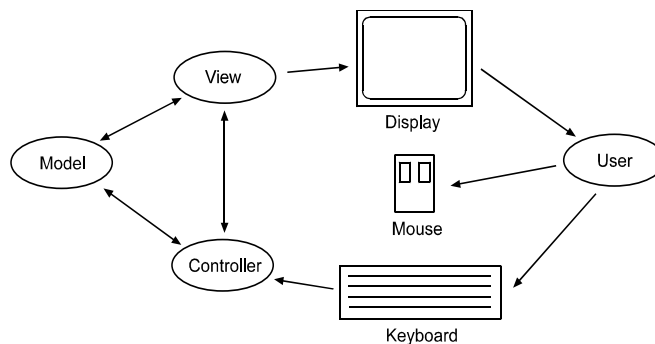 View
Display
Model
User
Mouse
Controller
Keyboard